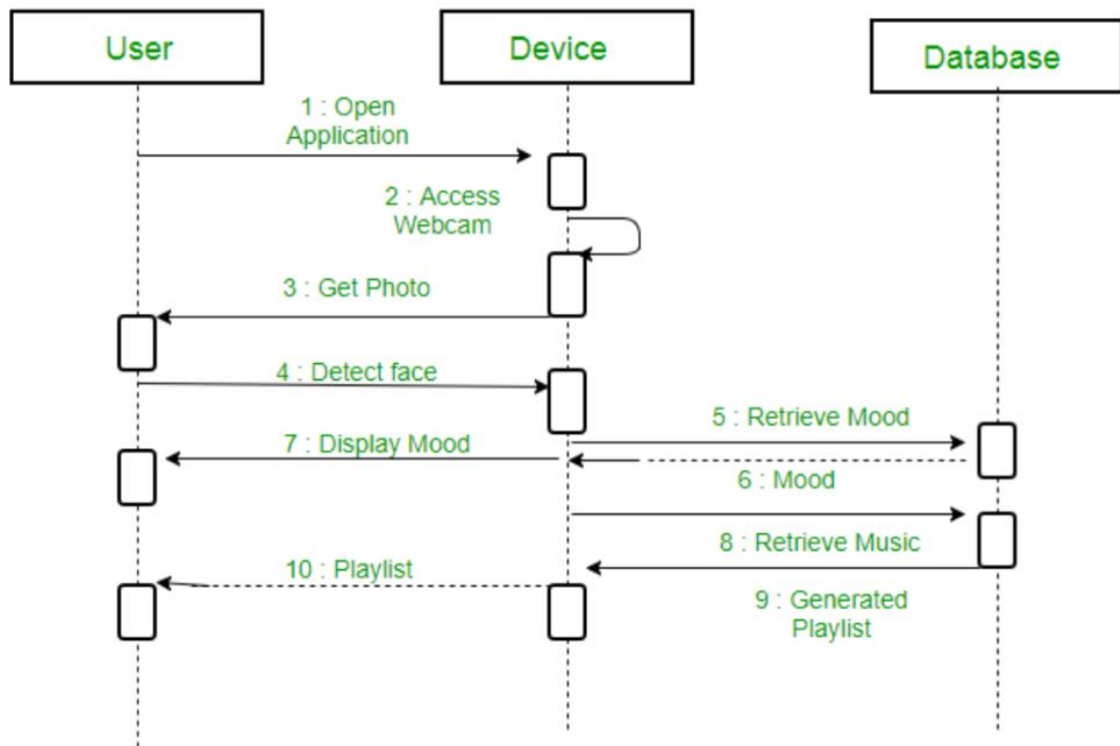 User
Device
Database
1 : Open
Application
2 : Access
Webcam
3 : Get Photo
4 : Detect face
5 : Retrieve Mood
7 : Display Mood
6 : Mood
8 : Retrieve Music
10 : Playlist
9 : Generated
Playlist